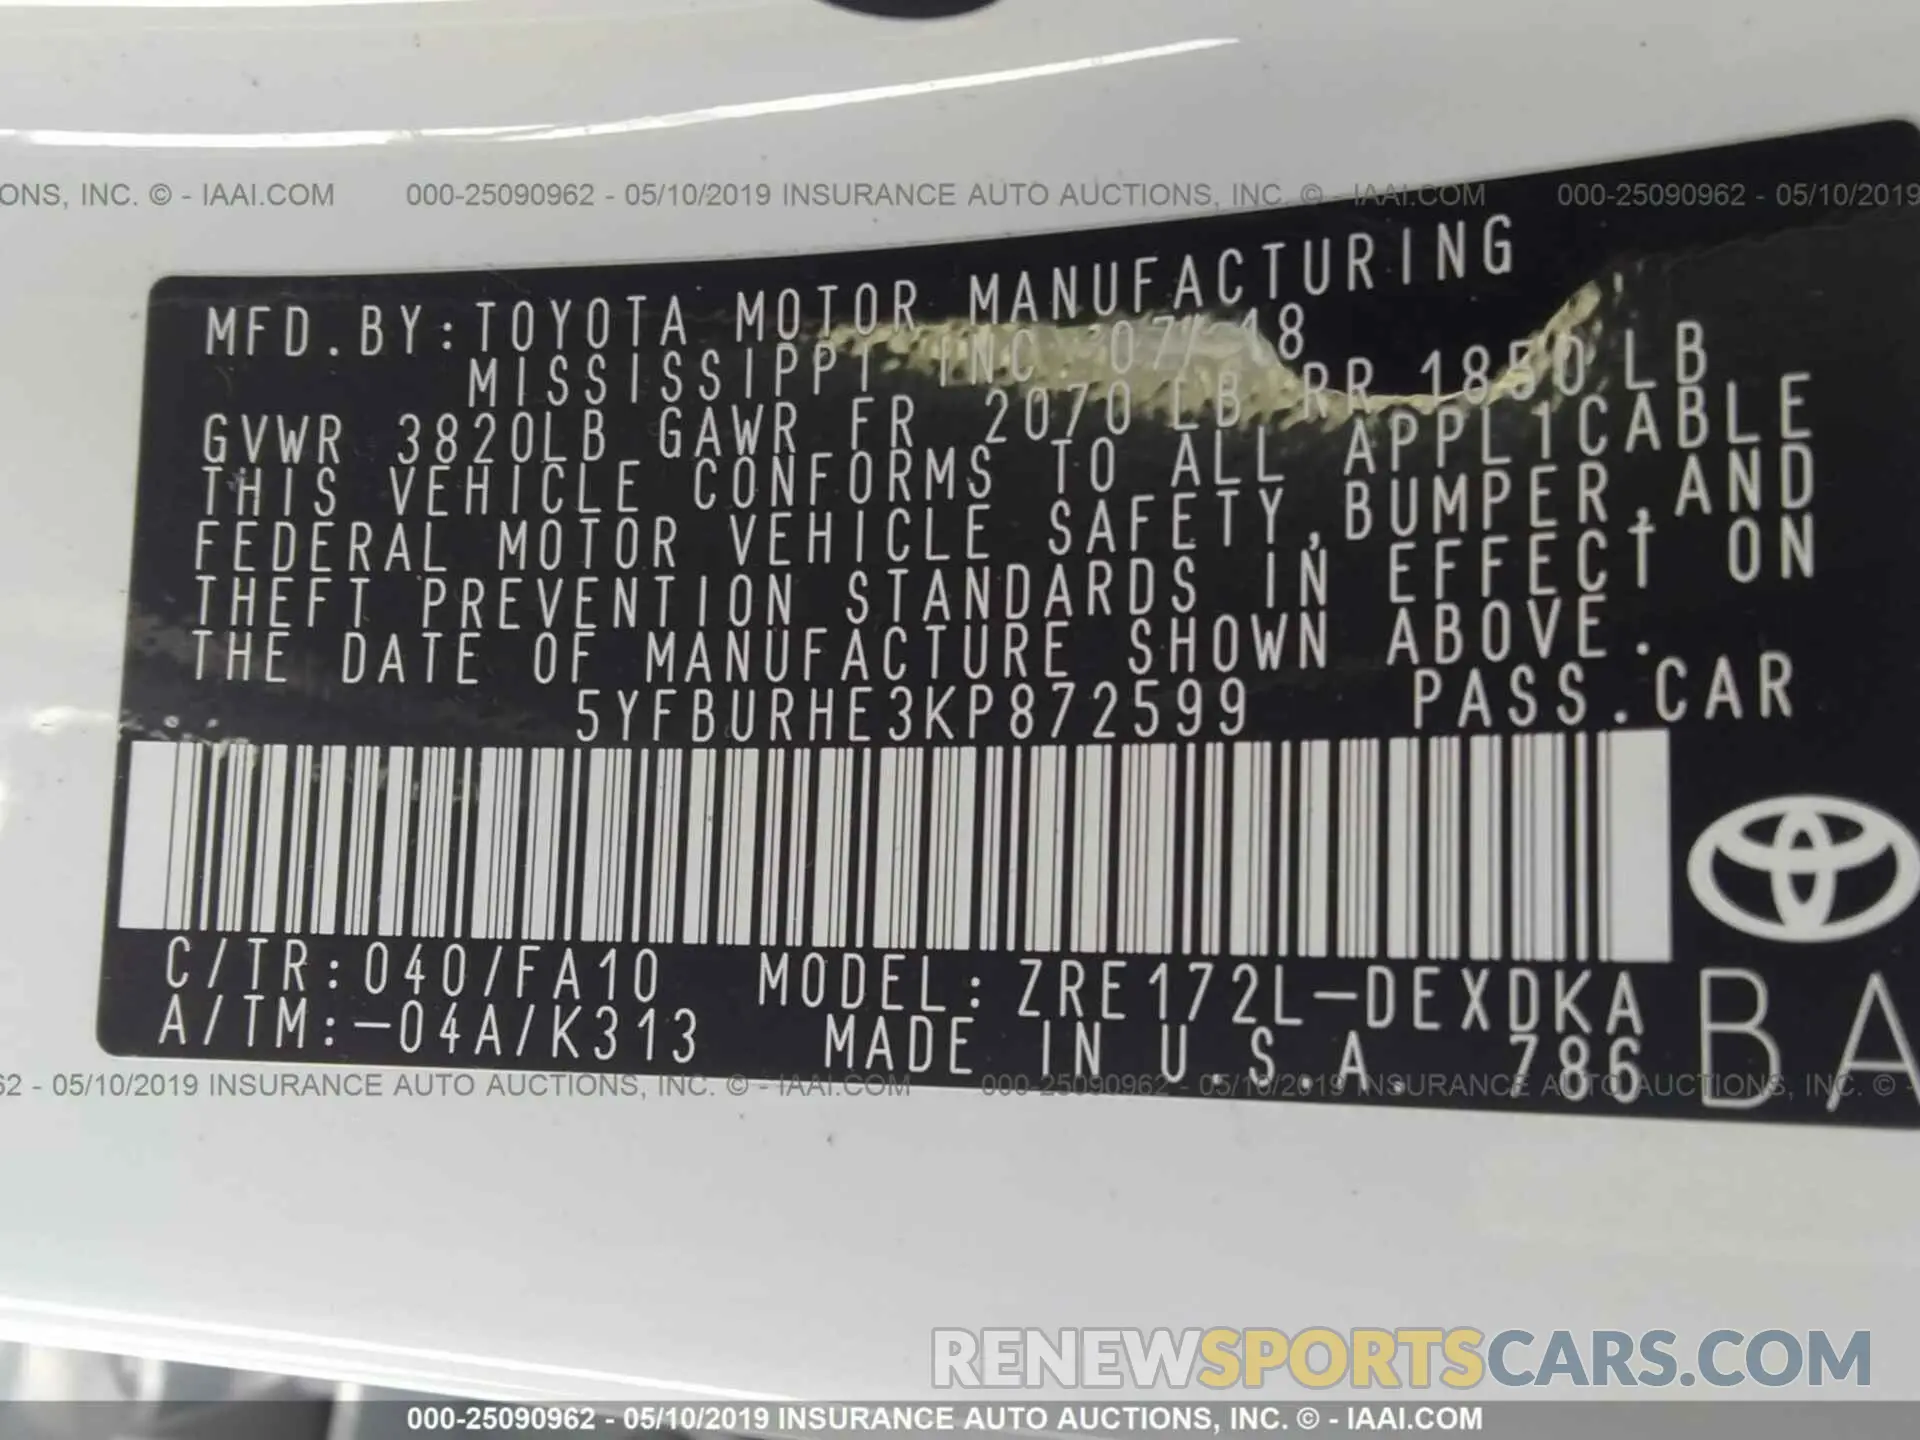 ONS, INC. © - IAAI.COM 000-25090962 - 05/10/2019 INSURANCE AUTO AUCTIONS, INC. © - IAAI.COM 000-25090962 - 05/10/2019
MFD.BY:TOYOTA MOTOR MANUFACTURING
MISSISSIPPI INC. 07/18
GVWR 3820LB GAWR FR 2070LB RR 1850LB
THIS VEHICLE CONFORMS TO ALL APPLICABLE
FEDERAL MOTOR VEHICLE SAFETY,BUMPER,AND
THEFT PREVENTION STANDARDS IN EFFECT ON
THE DATE OF MANUFACTURE SHOWN ABOVE.
5YFBURHE3KP872599 PASS.CAR
C/TR:040/FA10 MODEL:ZRE172L-DEXDKA
A/TM:-04A/K313 MADE IN U.S.A. 786
BA
62 - 05/10/2019 INSURANCE AUTO AUCTIONS, INC. © - IAAI.COM 000-25090962 - 05/10/2019 INSURANCE AUTO AUCTIONS, INC. © -
RENEWSPORTSCARS.COM
000-25090962 - 05/10/2019 INSURANCE AUTO AUCTIONS, INC. © - IAAI.COM